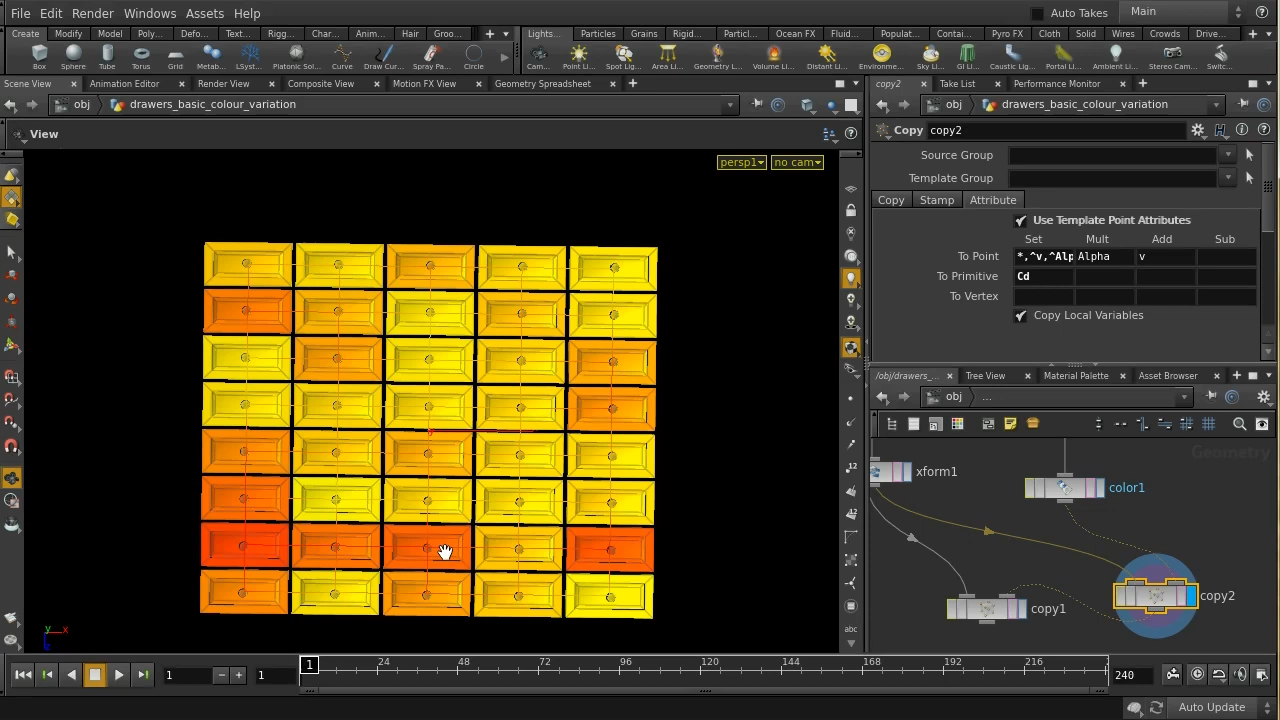 File Edit Render Windows Assets Help Auto Takes Main
Create Modify Model Poly... Defo... Text... Rigg... Char... Anim... Hair Groo... Lights... Particles Grains Rigid... Particl... Ocean FX Fluid... Populat... Contai... Pyro FX Cloth Solid Wires Crowds Drive...
Box Sphere Tube Torus Grid Metab... LSyst... Platonic Sol... Curve Draw Cur... Spray Pa... Circle Cam... Point Li... Spot Lig... Area Li... Geometry L... Volume Li... Distant Li... Environme... Sky Li... GI Li... Caustic Lig... Portal Li... Ambient Li... Stereo Cam... Switc...
Scene View Animation Editor Render View Composite View Motion FX View Geometry Spreadsheet
obj drawers_basic_colour_variation
View
persp1 no cam
copy2 Take List Performance Monitor
obj drawers_basic_colour_variation
Copy copy2
Source Group
Template Group
Copy Stamp Attribute
Use Template Point Attributes
Set Mult Add Sub
To Point *,^v,^Alp Alpha v
To Primitive Cd
To Vertex
Copy Local Variables
/obj/drawers_... Tree View Material Palette Asset Browser
obj ...
Geometry
xform1
color1
copy1
copy2
12
12
abc
y x
z
1 1 1 24 48 72 96 120 144 168 192 216 240
Auto Update